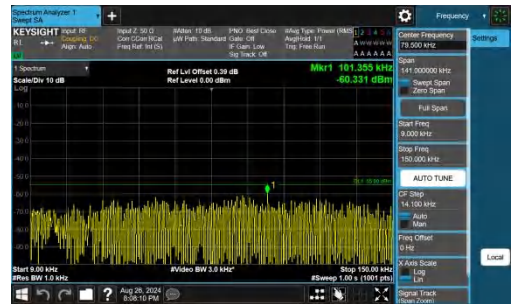 Spectrum Analyzer 1
Swept SA
Frequency
KEYSIGHT
Input: RF
Coupling: DC
Align: Auto
Input Z: 50 Ω
Corr CCorr RCal
Freq Ref: Int (S)
#Atten: 10 dB
µW Path: Standard
PNO: Best Close
Gate: Off
IF Gain: Low
Sig Track: Off
#Avg Type: Power (RMS)
Avg|Hold: 1/1
Trig: Free Run
1 Spectrum
Scale/Div 10 dB
Log
Ref Lvl Offset 0.39 dB
Ref Level 0.00 dBm
Mkr1 101.355 kHz
-60.331 dBm
1
Start 9.00 kHz
#Res BW 1.0 kHz
#Video BW 3.0 kHz*
Stop 150.00 kHz
#Sweep 1.00 s (1001 pts)
Aug 26, 2024
8:08:10 PM
Center Frequency
79.500 kHz
Settings
Span
141.000000 kHz
Swept Span
Zero Span
Full Span
Start Freq
9.000 kHz
Stop Freq
150.000 kHz
AUTO TUNE
CF Step
14.100 kHz
Auto
Man
Freq Offset
0 Hz
X Axis Scale
Log
Lin
Signal Track
(Span Zoom)
Local